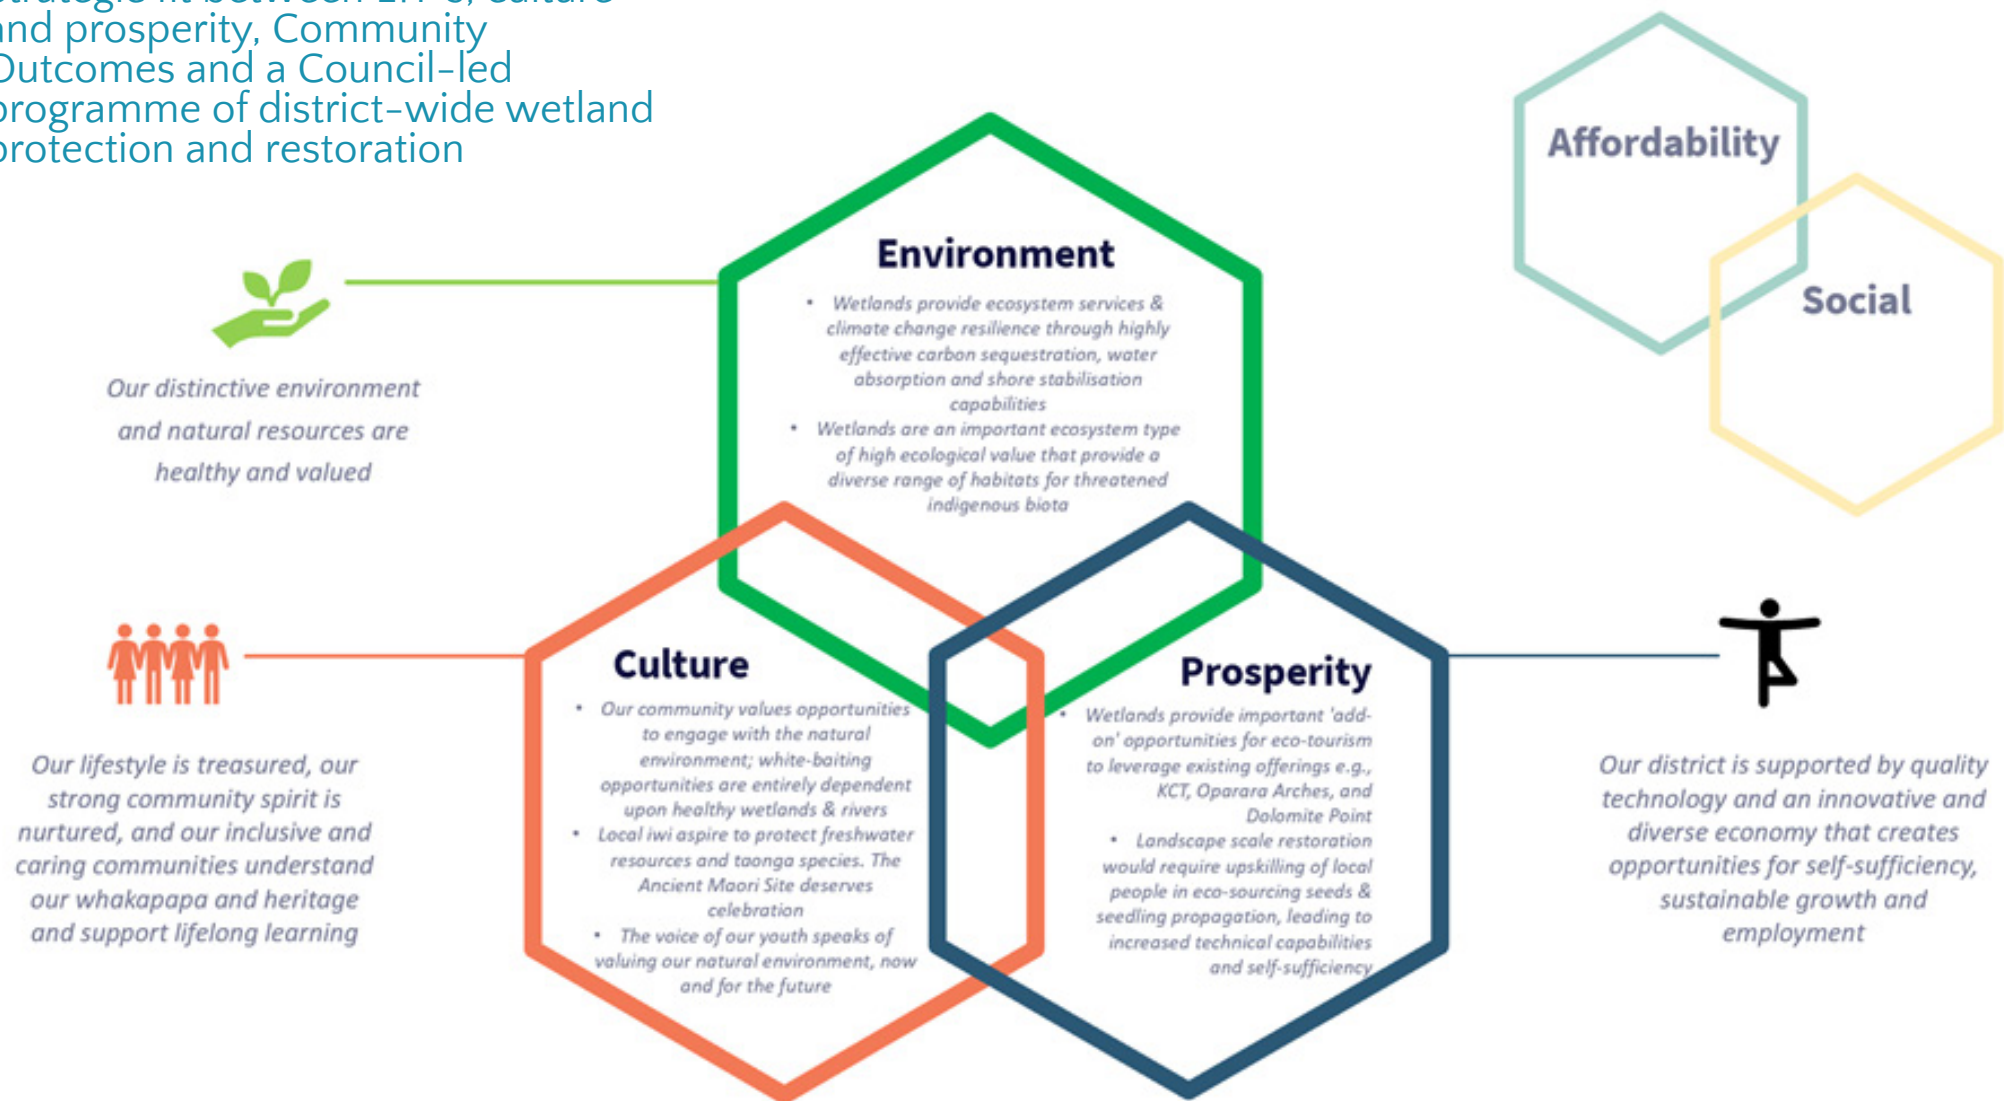 and prosperity, Community
Outcomes and a Council-led
programme of district-wide wetland
protection and restoration
Affordability
Social
Environment
• Wetlands provide ecosystem services &
climate change resilience through highly
effective carbon sequestration, water
absorption and shore stabilisation
capabilities
• Wetlands are an important ecosystem type
of high ecological value that provide a
diverse range of habitats for threatened
indigenous biota
Our distinctive environment
and natural resources are
healthy and valued
Culture
• Our community values opportunities
to engage with the natural
environment; white-baiting
opportunities are entirely dependent
upon healthy wetlands & rivers
• Local iwi aspire to protect freshwater
resources and taonga species. The
Ancient Maori Site deserves
celebration
• The voice of our youth speaks of
valuing our natural environment, now
and for the future
Our lifestyle is treasured, our
strong community spirit is
nurtured, and our inclusive and
caring communities understand
our whakapapa and heritage
and support lifelong learning
Prosperity
• Wetlands provide important 'add-
on' opportunities for eco-tourism
to leverage existing offerings e.g.,
KCT, Oparara Arches, and
Dolomite Point
• Landscape scale restoration
would require upskilling of local
people in eco-sourcing seeds &
seedling propagation, leading to
increased technical capabilities
and self-sufficiency
Our district is supported by quality
technology and an innovative and
diverse economy that creates
opportunities for self-sufficiency,
sustainable growth and
employment